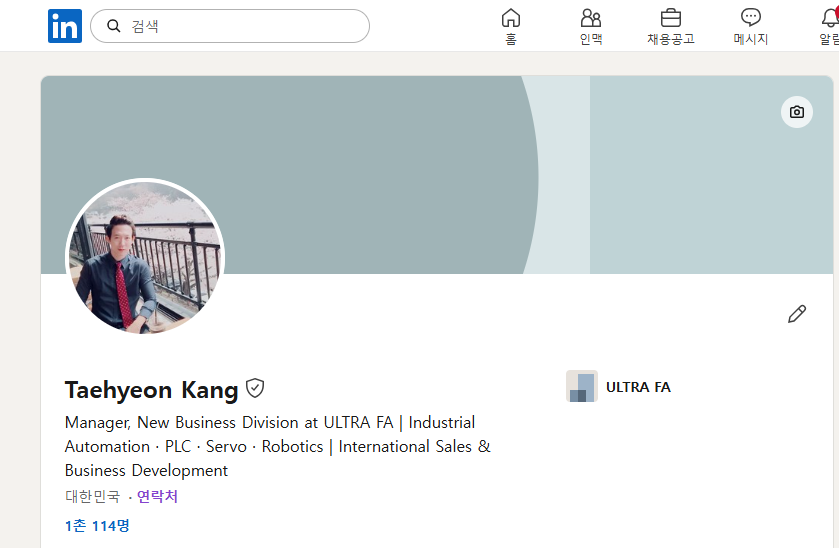 in
검색
홈
인맥
채용공고
메시지
Taehyeon Kang
ULTRA FA
Manager, New Business Division at ULTRA FA | Industrial
Automation · PLC · Servo · Robotics | International Sales &
Business Development
대한민국 · 연락처
1촌 114명